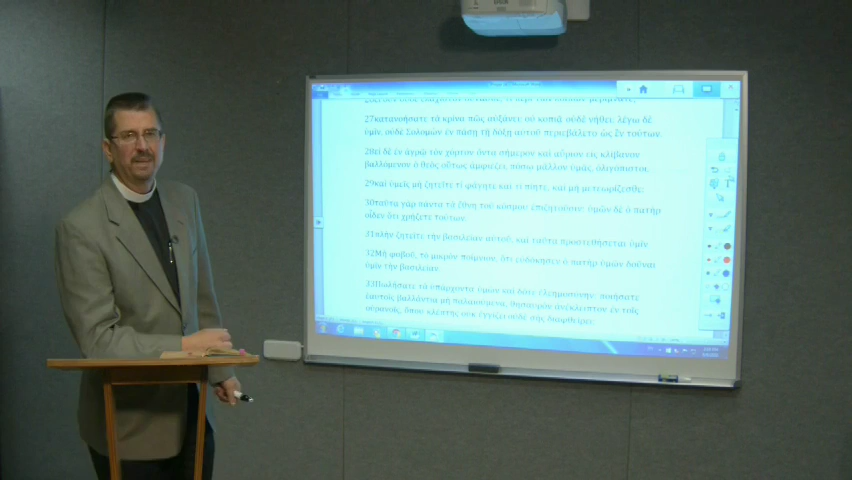 27κατανοήσατε τὰ κρίνα πῶς αὐξάνει· οὐ κοπιᾷ οὐδὲ νήθει· λέγω δὲ
ὑμῖν, οὐδὲ Σολομὼν ἐν πάσῃ τῇ δόξῃ αὐτοῦ περιεβάλετο ὡς ἓν τούτων.
28εἰ δὲ ἐν ἀγρῷ τὸν χόρτον ὄντα σήμερον καὶ αὔριον εἰς κλίβανον
βαλλόμενον ὁ θεὸς οὕτως ἀμφιέζει, πόσῳ μᾶλλον ὑμᾶς, ὀλιγόπιστοι.
29καὶ ὑμεῖς μὴ ζητεῖτε τί φάγητε καὶ τί πίητε, καὶ μὴ μετεωρίζεσθε·
30ταῦτα γὰρ πάντα τὰ ἔθνη τοῦ κόσμου ἐπιζητοῦσιν· ὑμῶν δὲ ὁ πατὴρ
οἶδεν ὅτι χρῄζετε τούτων.
31πλὴν ζητεῖτε τὴν βασιλείαν αὐτοῦ, καὶ ταῦτα προστεθήσεται ὑμῖν.
32Μὴ φοβοῦ, τὸ μικρὸν ποίμνιον, ὅτι εὐδόκησεν ὁ πατὴρ ὑμῶν δοῦναι
ὑμῖν τὴν βασιλείαν.
33Πωλήσατε τὰ ὑπάρχοντα ὑμῶν καὶ δότε ἐλεημοσύνην· ποιήσατε
ἑαυτοῖς βαλλάντια μὴ παλαιούμενα, θησαυρὸν ἀνέκλειπτον ἐν τοῖς
οὐρανοῖς, ὅπου κλέπτης οὐκ ἐγγίζει οὐδὲ σὴς διαφθείρει·